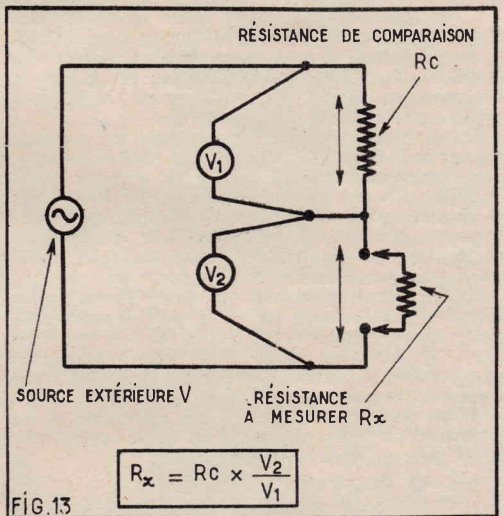 RÉSISTANCE DE COMPARAISON
Rc
V1
V2
SOURCE EXTÉRIEURE V
RÉSISTANCE
À MESURER Rx
Rx = Rc × V2/V1
FIG.13